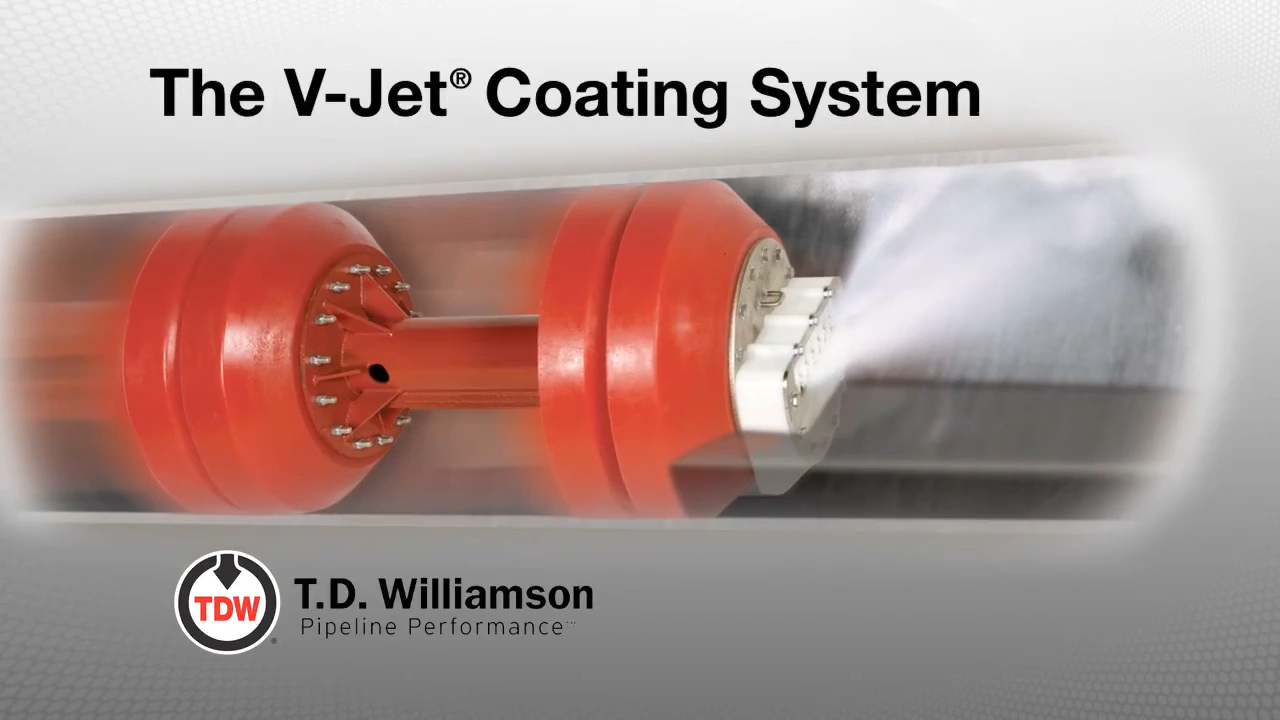 The V-Jet® Coating System
TDW
T.D. Williamson
Pipeline Performance™